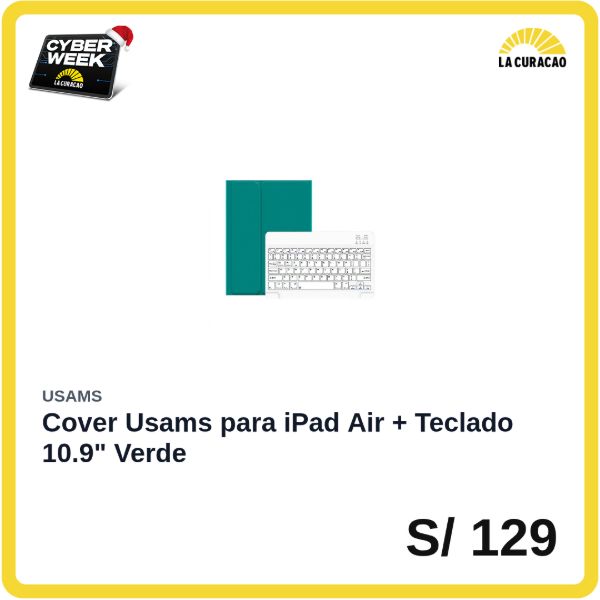 CYBER
WEEK
LA CURACAO
LA CURACAO
USAMS
Cover Usams para iPad Air + Teclado
10.9" Verde
S/ 129